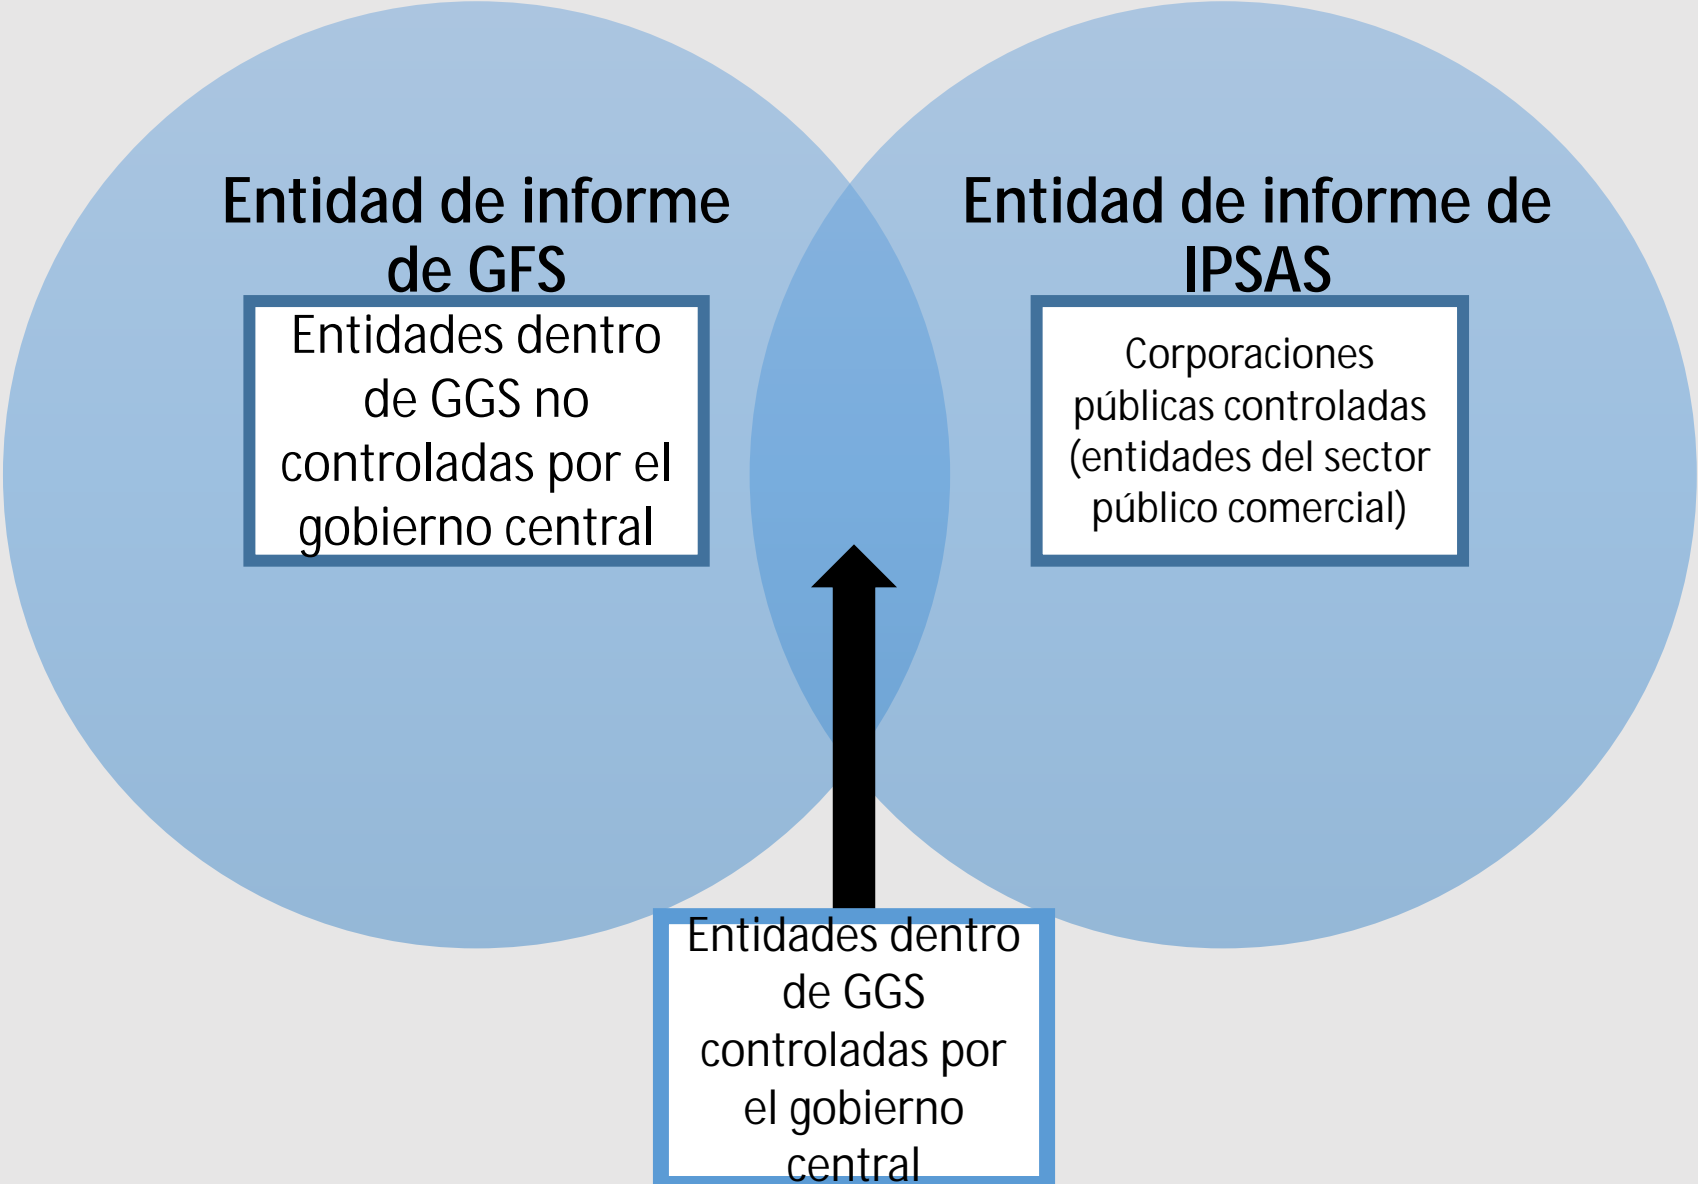 Entidad de informe
de GFS
Entidades dentro
de GGS no
controladas por el
gobierno central
Entidad de informe de
IPSAS
Corporaciones
públicas controladas
(entidades del sector
público comercial)
Entidades dentro
de GGS
controladas por
el gobierno
central